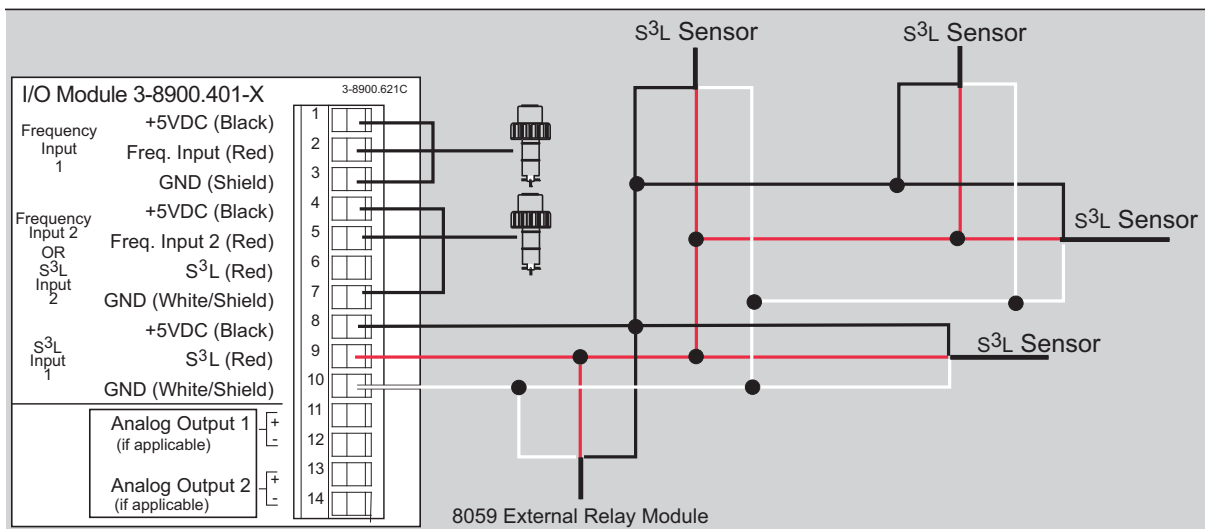 S³L Sensor
S³L Sensor
I/O Module 3-8900.401-X
3-8900.621C
Frequency
Input
1
+5VDC (Black)
1
Freq. Input (Red)
2
GND (Shield)
3
Frequency
Input 2
OR
S³L
Input
2
+5VDC (Black)
4
Freq. Input 2 (Red)
5
S³L (Red)
6
GND (White/Shield)
7
S³L
Input
1
+5VDC (Black)
8
S³L (Red)
9
GND (White/Shield)
10
11
Analog Output 1
(if applicable)
+
-
12
13
Analog Output 2
(if applicable)
+
-
14
S³L Sensor
S³L Sensor
8059 External Relay Module